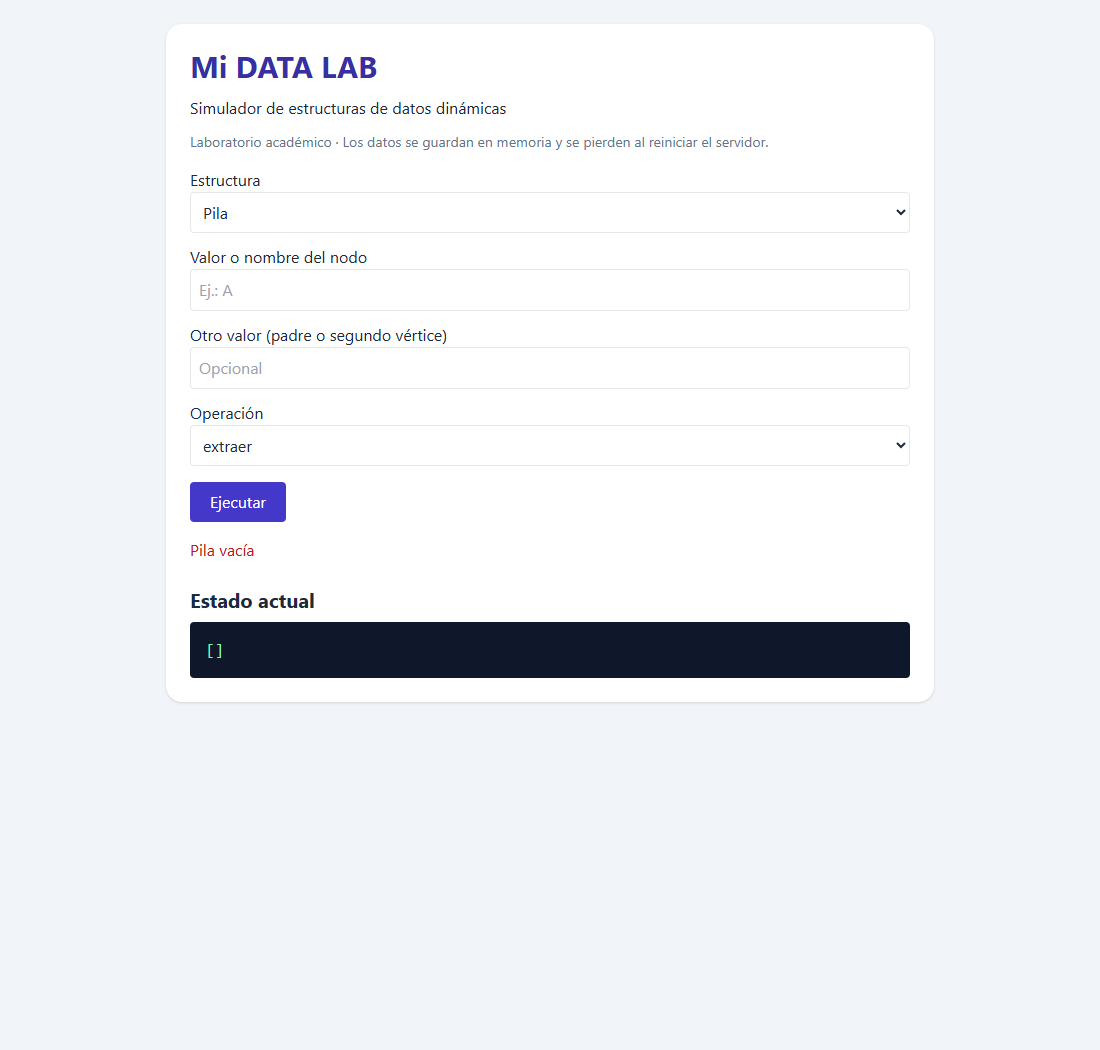 Mi DATA LAB
Simulador de estructuras de datos dinámicas
Laboratorio académico · Los datos se guardan en memoria y se pierden al reiniciar el servidor.
Estructura
Pila
Valor o nombre del nodo
Ej.: A
Otro valor (padre o segundo vértice)
Opcional
Operación
extraer
Ejecutar
Pila vacía
Estado actual
[]